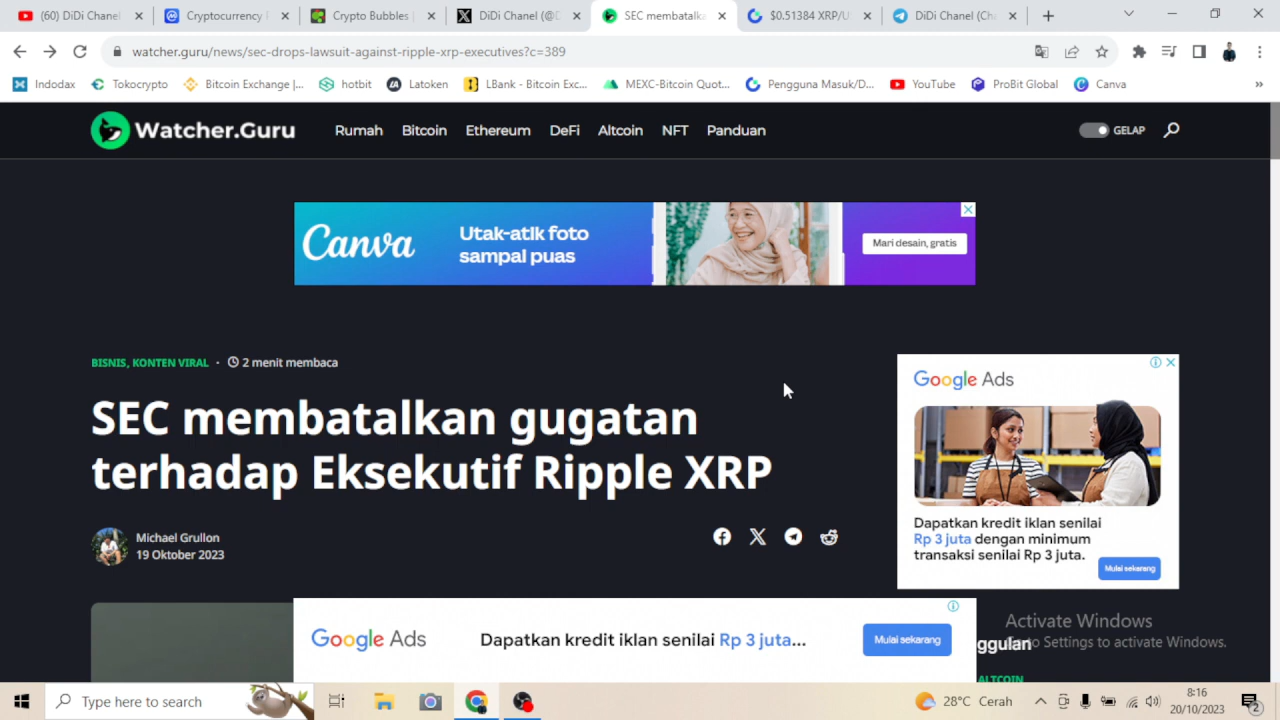 (60) DiDi Chanel
Cryptocurrency
Crypto Bubbles
DiDi Chanel (@
SEC membatalka
$0.51384 XRP/U
DiDi Chanel (Cha
watcher.guru/news/sec-drops-lawsuit-against-ripple-xrp-executives?c=389
Indodax
Tokocrypto
Bitcoin Exchange |...
hotbit
Latoken
LBank - Bitcoin Exc...
MEXC-Bitcoin Quot...
Pengguna Masuk/D...
YouTube
ProBit Global
Canva
»
Watcher.Guru
Rumah
Bitcoin
Ethereum
DeFi
Altcoin
NFT
Panduan
GELAP
Canva
Utak-atik foto
sampal puas
Mari desain, gratis
BISNIS, KONTEN VIRAL · 2 menit membaca
SEC membatalkan gugatan
terhadap Eksekutif Ripple XRP
Michael Grullon
19 Oktober 2023
Google Ads
Dapatkan kredit iklan senilai
Rp 3 juta dengan minimum
transaksi senilai Rp 3 juta.
Mulai sekarang
Google Ads
Dapatkan kredit iklan senilai Rp 3 juta...
Mulai sekarang
Activate Windows
Go to Settings to activate Windows.
ggulan
ALTCOIN
Type here to search
28°C Cerah
8:16
20/10/2023
2